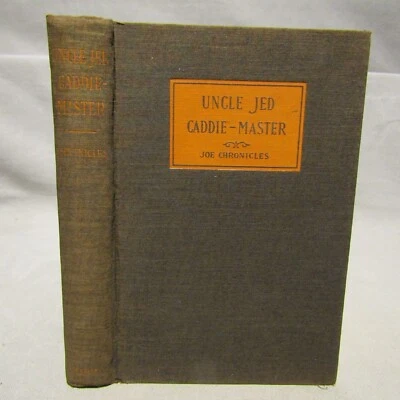 UNCLE JED
CADDIE-
MASTER
UNCLE JED
CADDIE-MASTER
JOE CHRONICLES